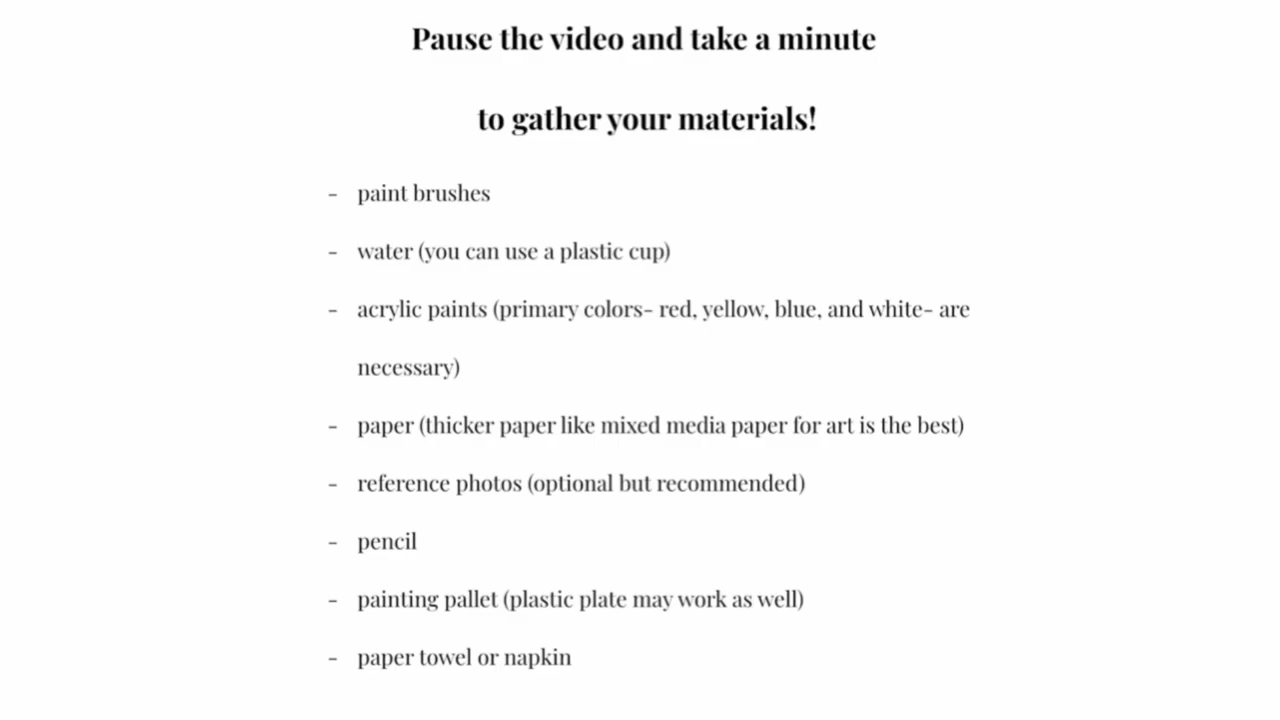 Pause the video and take a minute
to gather your materials!
- paint brushes
- water (you can use a plastic cup)
- acrylic paints (primary colors- red, yellow, blue, and white- are
necessary)
- paper (thicker paper like mixed media paper for art is the best)
- reference photos (optional but recommended)
- pencil
- painting pallet (plastic plate may work as well)
- paper towel or napkin